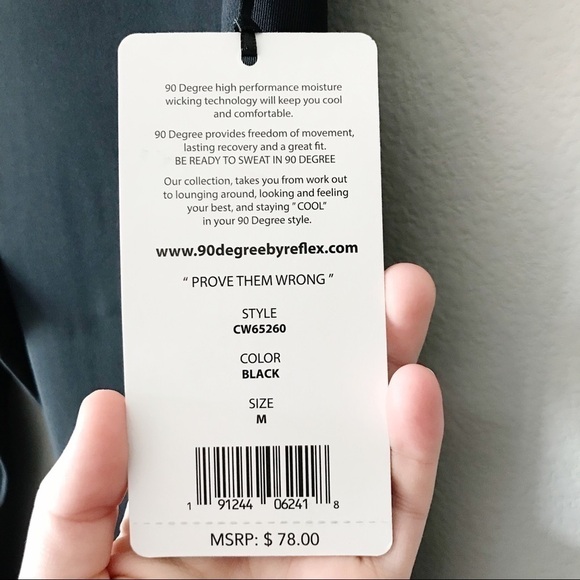 90 Degree high performance moisture
wicking technology will keep you cool
and comfortable.
90 Degree provides freedom of movement,
lasting recovery and a great fit.
BE READY TO SWEAT IN 90 DEGREE
Our collection, takes you from work out
to lounging around, looking and feeling
your best, and staying "COOL"
in your 90 Degree style.
www.90degreebyreflex.com
" PROVE THEM WRONG "
STYLE
CW65260
COLOR
BLACK
SIZE
M
1 91244 06241 8
MSRP: $ 78.00